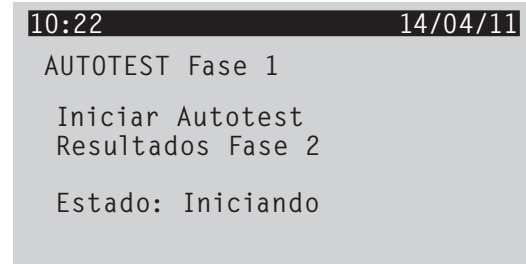 10:22 14/04/11
AUTOTEST Fase 1
Iniciar Autotest
Resultados Fase 2
Estado: Iniciando